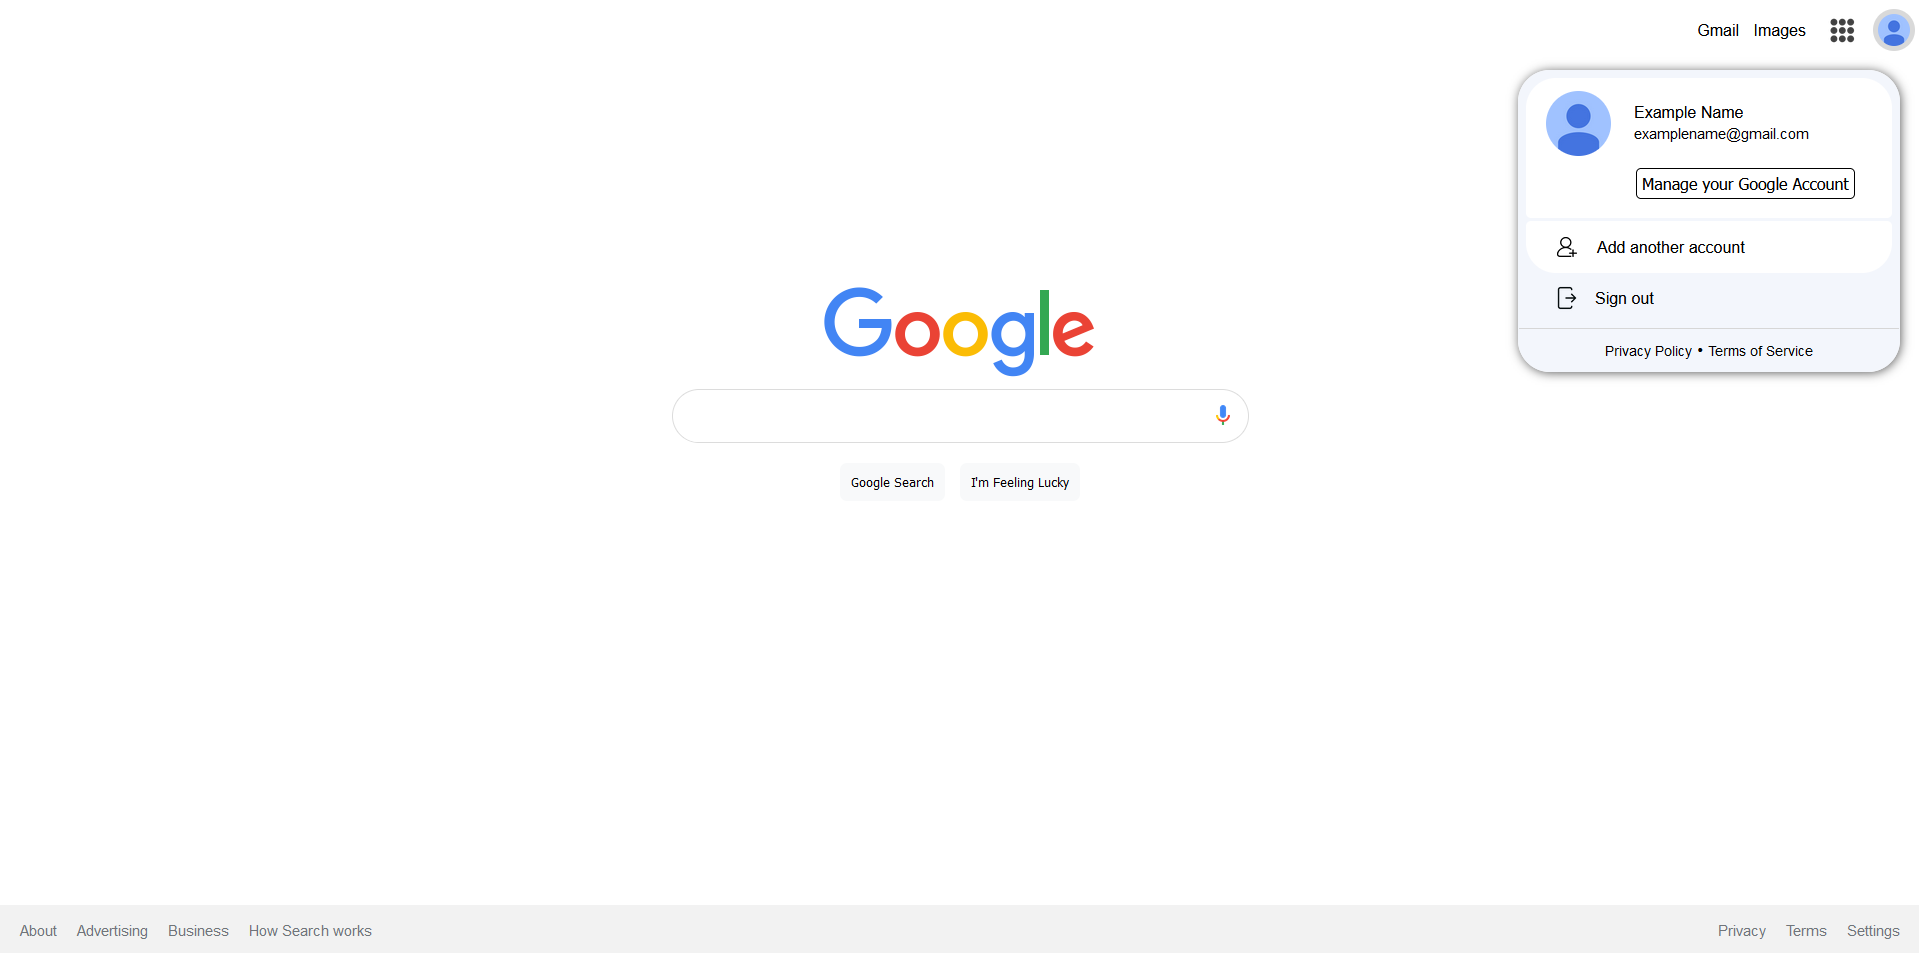 Gmail Images
Example Name
examplename@gmail.com
Manage your Google Account
Add another account
Sign out
Privacy Policy • Terms of Service
Google
Google Search I'm Feeling Lucky
About Advertising Business How Search works Privacy Terms Settings